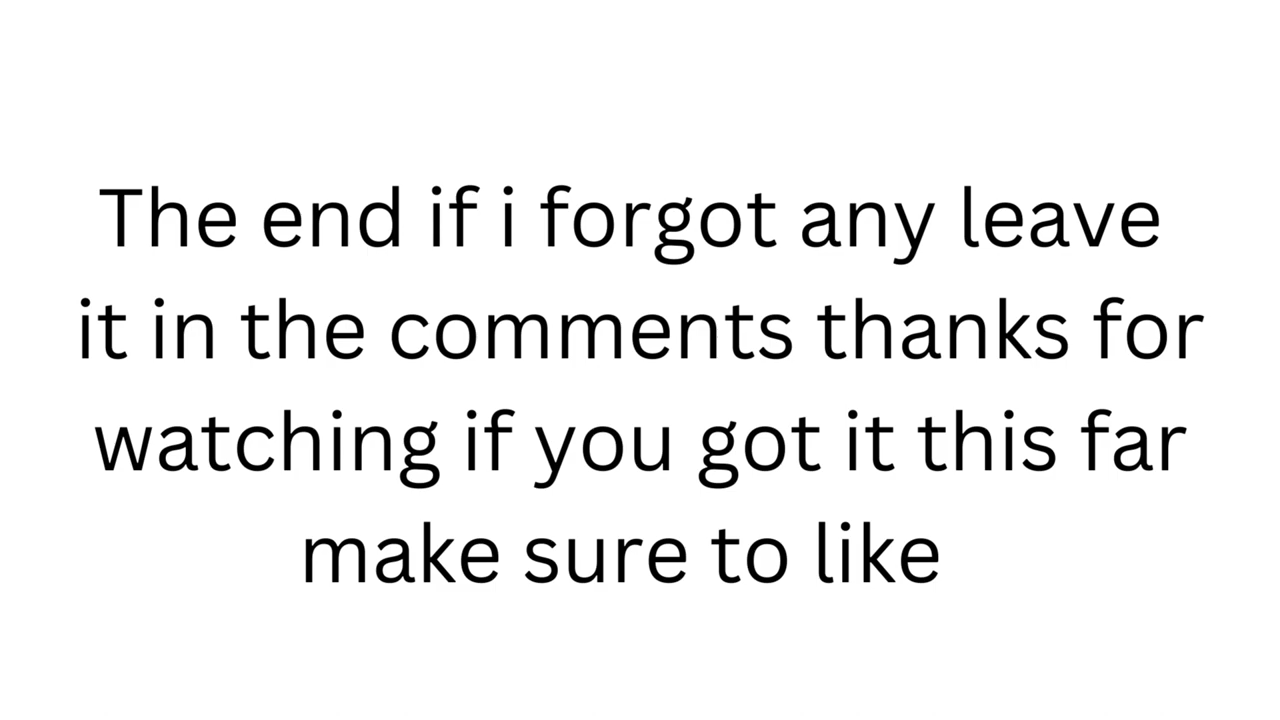 The end if i forgot any leave
it in the comments thanks for
watching if you got it this far
make sure to like